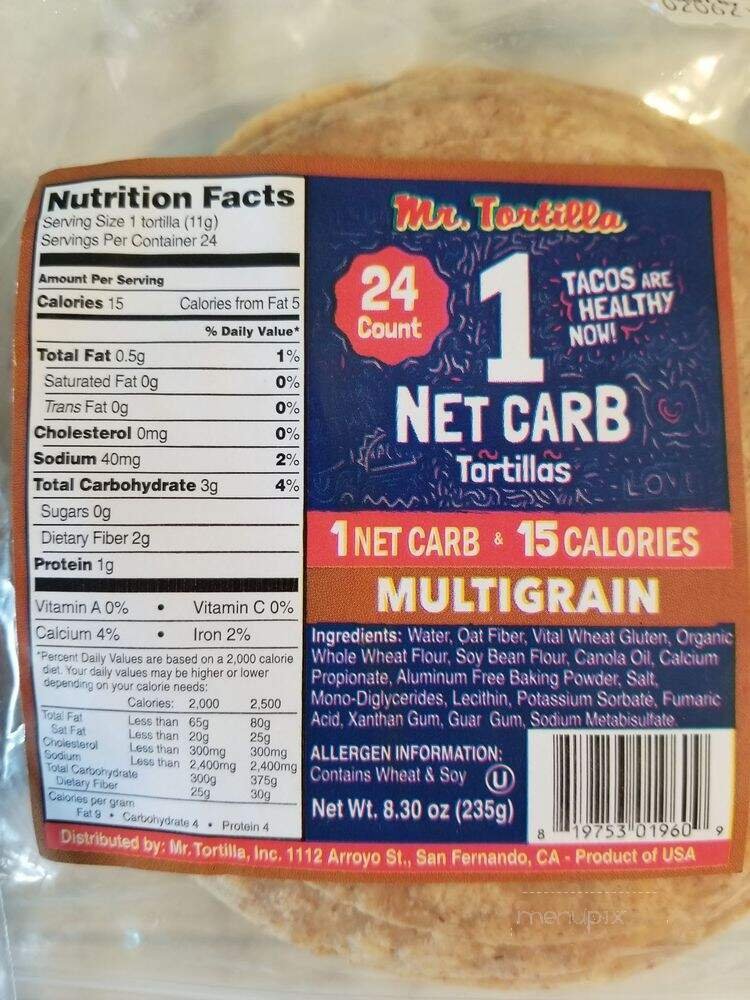 Nutrition Facts
Serving Size 1 tortilla (11g)
Servings Per Container 24
Amount Per Serving
Calories 15 Calories from Fat 5
% Daily Value*
Total Fat 0.5g 1%
Saturated Fat 0g 0%
Trans Fat 0g 0%
Cholesterol 0mg 0%
Sodium 40mg 2%
Total Carbohydrate 3g 4%
Sugars 0g
Dietary Fiber 2g
Protein 1g
Vitamin A 0% • Vitamin C 0%
Calcium 4% • Iron 2%
*Percent Daily Values are based on a 2,000 calorie
diet. Your daily values may be higher or lower
depending on your calorie needs:
Calories: 2,000 2,500
Total Fat Less than 65g 80g
Sat Fat Less than 20g 25g
Cholesterol Less than 300mg 300mg
Sodium Less than 2,400mg 2,400mg
Total Carbohydrate 300g 375g
Dietary Fiber 25g 30g
Calories per gram
Fat 9 • Carbohydrate 4 • Protein 4
Mr. Tortilla
24
Count
1
TACOS ARE
HEALTHY
NOW!
NET CARB
Tortillas
LOVE
1 NET CARB & 15 CALORIES
MULTIGRAIN
Ingredients: Water, Oat Fiber, Vital Wheat Gluten, Organic
Whole Wheat Flour, Soy Bean Flour, Canola Oil, Calcium
Propionate, Aluminum Free Baking Powder, Salt,
Mono-Diglycerides, Lecithin, Potassium Sorbate, Fumaric
Acid, Xanthan Gum, Guar Gum, Sodium Metabisulfate.
ALLERGEN INFORMATION:
Contains Wheat & Soy U
Net Wt. 8.30 oz (235g)
8 19753 01960 9
Distributed by: Mr. Tortilla, Inc. 1112 Arroyo St., San Fernando, CA - Product of USA
menupix